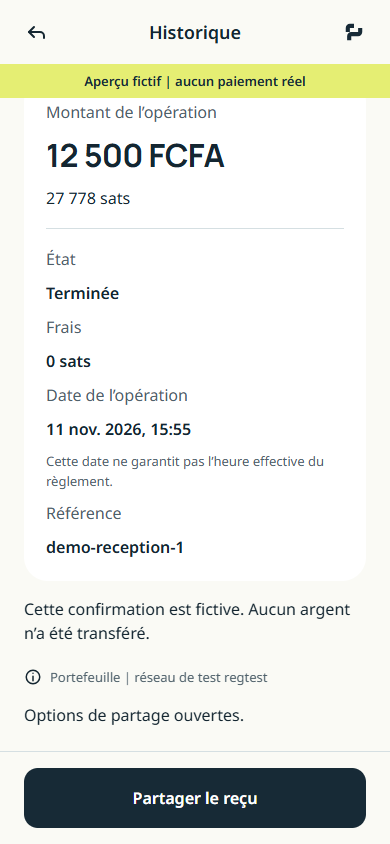 Historique
Aperçu fictif | aucun paiement réel
Montant de l’opération
12 500 FCFA
27 778 sats
État
Terminée
Frais
0 sats
Date de l’opération
11 nov. 2026, 15:55
Cette date ne garantit pas l’heure effective du
règlement.
Référence
demo-reception-1
Cette confirmation est fictive. Aucun argent
n’a été transféré.
Portefeuille | réseau de test regtest
Options de partage ouvertes.
Partager le reçu